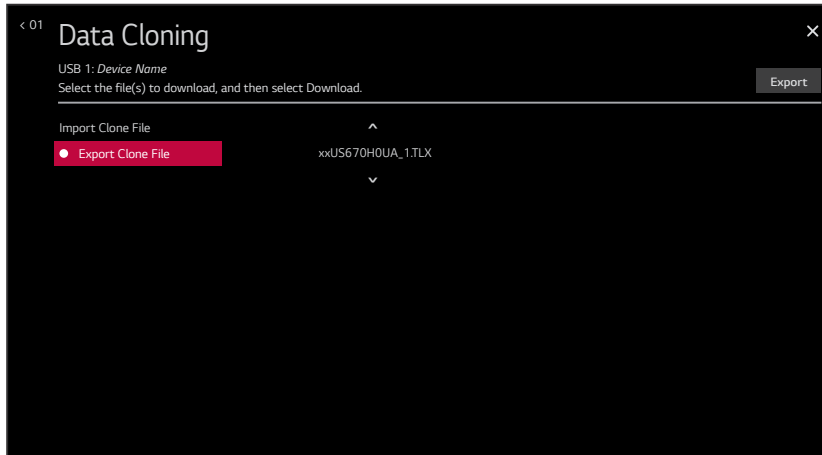 < 01
Data Cloning
USB 1: Device Name
Select the file(s) to download, and then select Download.
Export
Import Clone File
Export Clone File
xxUS670H0UA_1.TLX